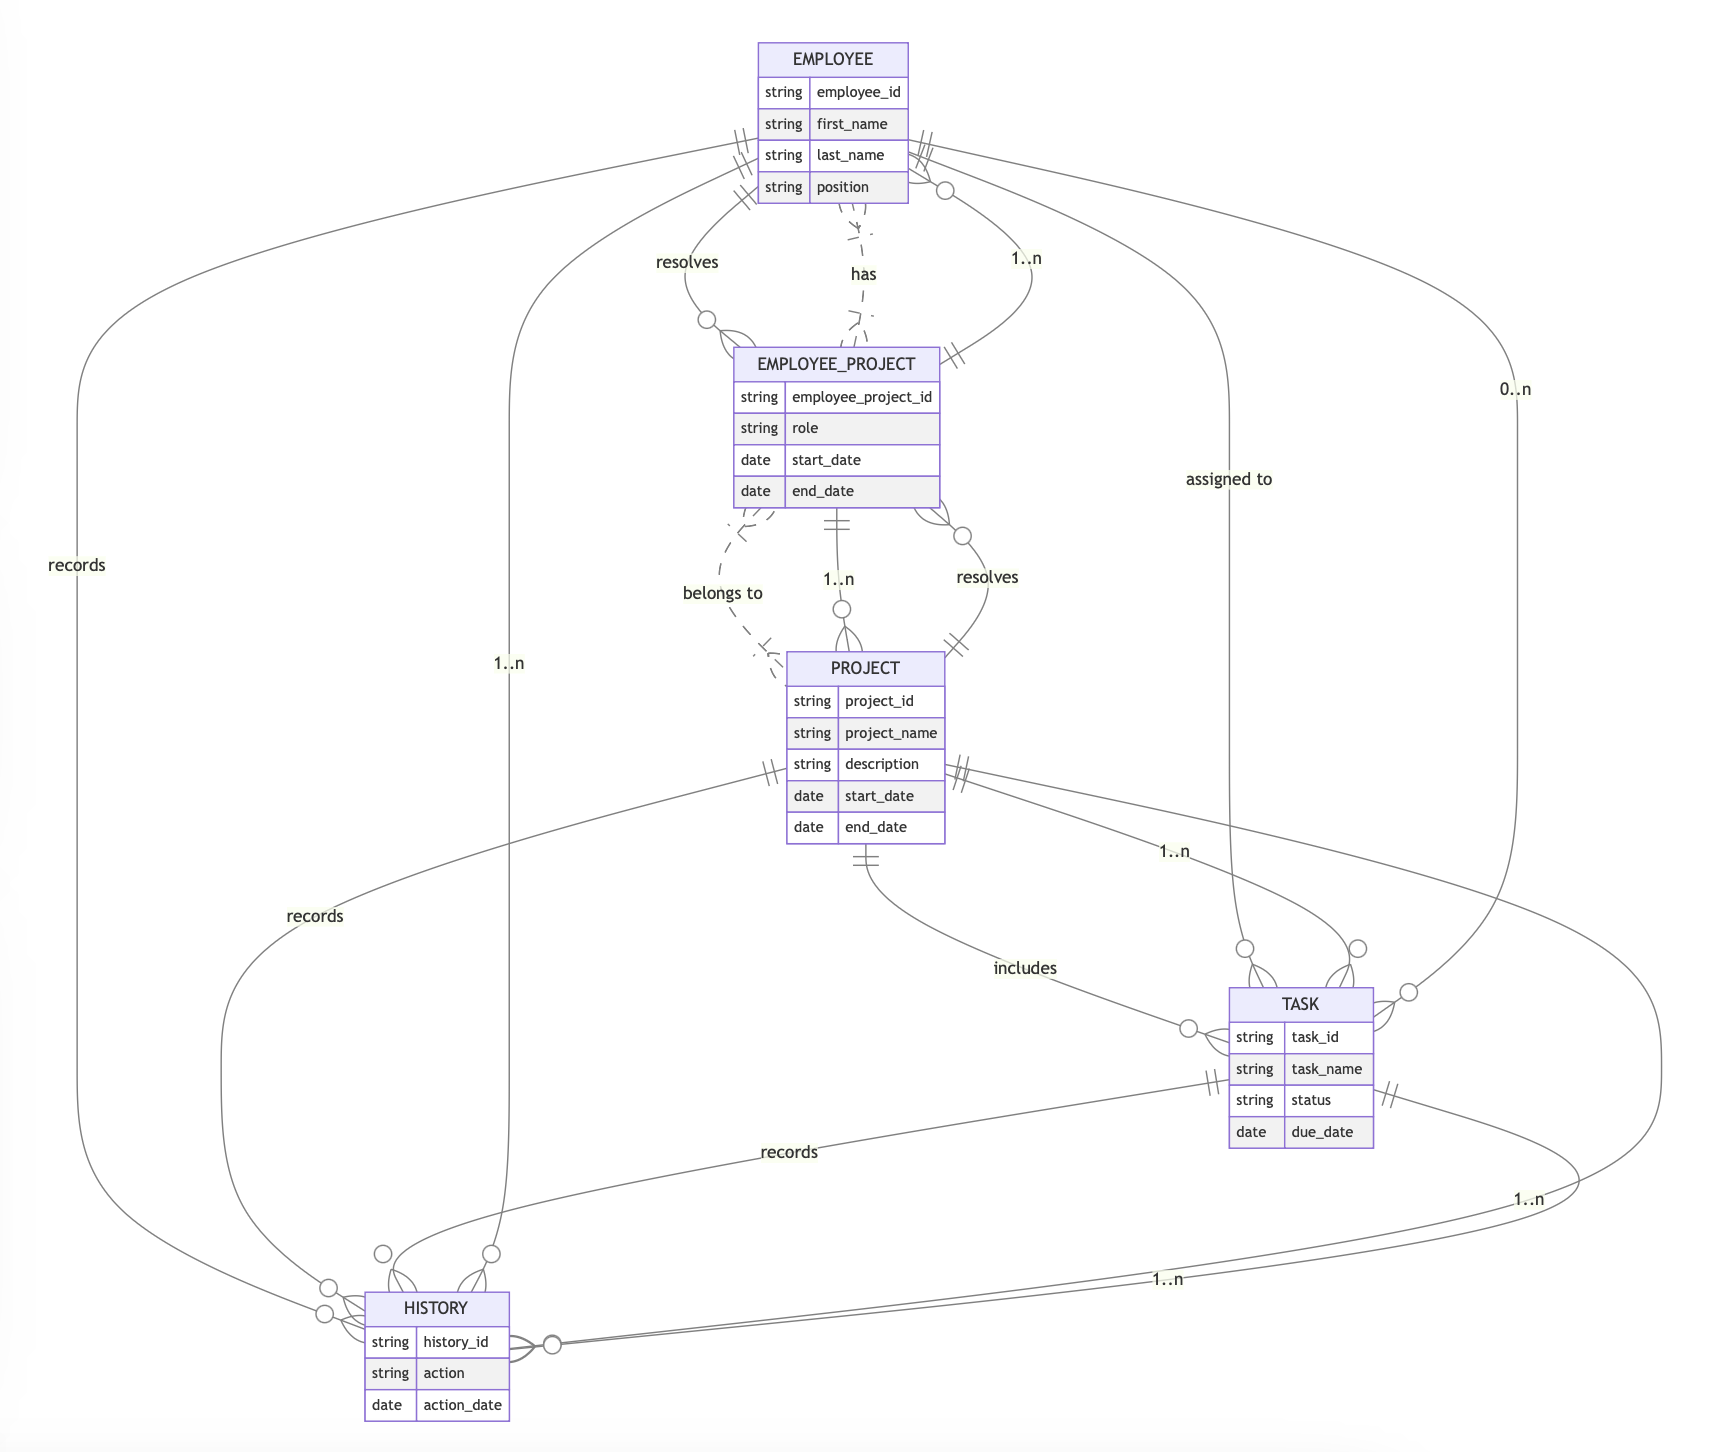 EMPLOYEE
string employee_id
string first_name
string last_name
string position
resolves
has
1..n
EMPLOYEE_PROJECT
string employee_project_id
string role
date start_date
date end_date
0..n
assigned to
records
belongs to
1..n
resolves
1..n
PROJECT
string project_id
string project_name
string description
date start_date
date end_date
1..n
records
includes
TASK
string task_id
string task_name
string status
date due_date
records
1..n
1..n
HISTORY
string history_id
string action
date action_date